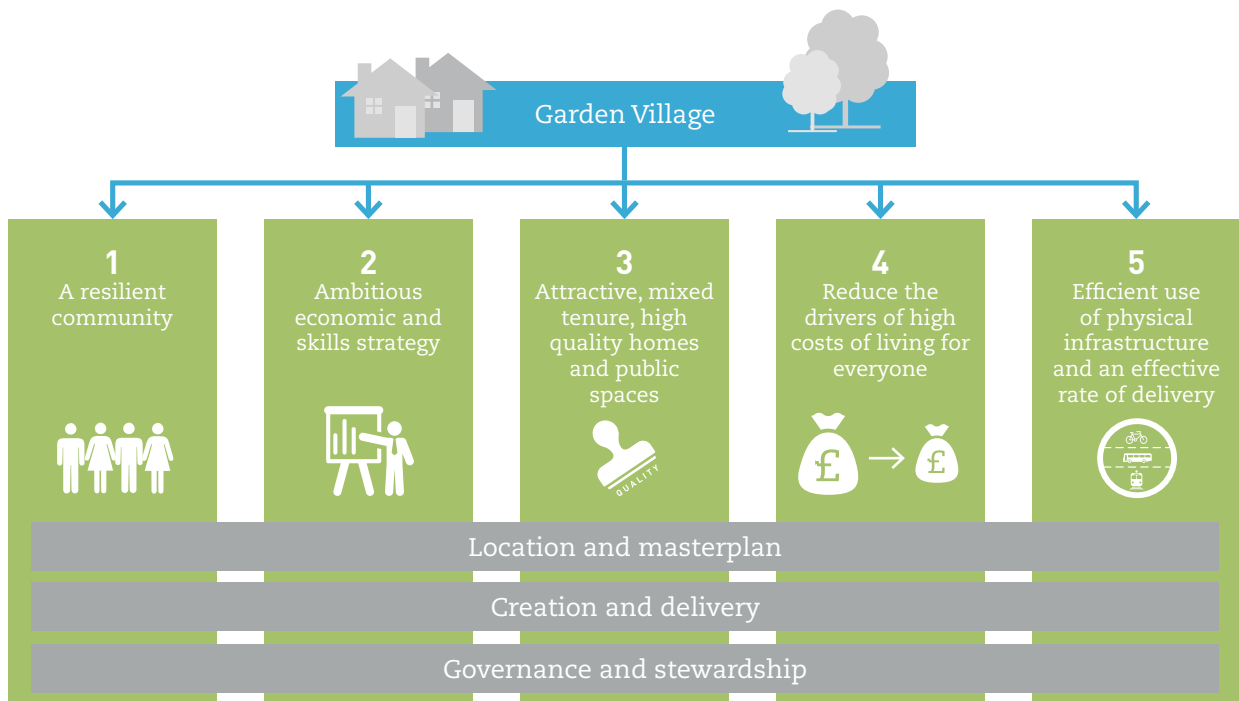 Garden Village
1
A resilient
community
2
Ambitious
economic and
skills strategy
3
Attractive, mixed
tenure, high
quality homes
and public
spaces
QUALITY
4
Reduce the
drivers of high
costs of living for
everyone
£
£
5
Efficient use
of physical
infrastructure
and an effective
rate of delivery
Location and masterplan
Creation and delivery
Governance and stewardship